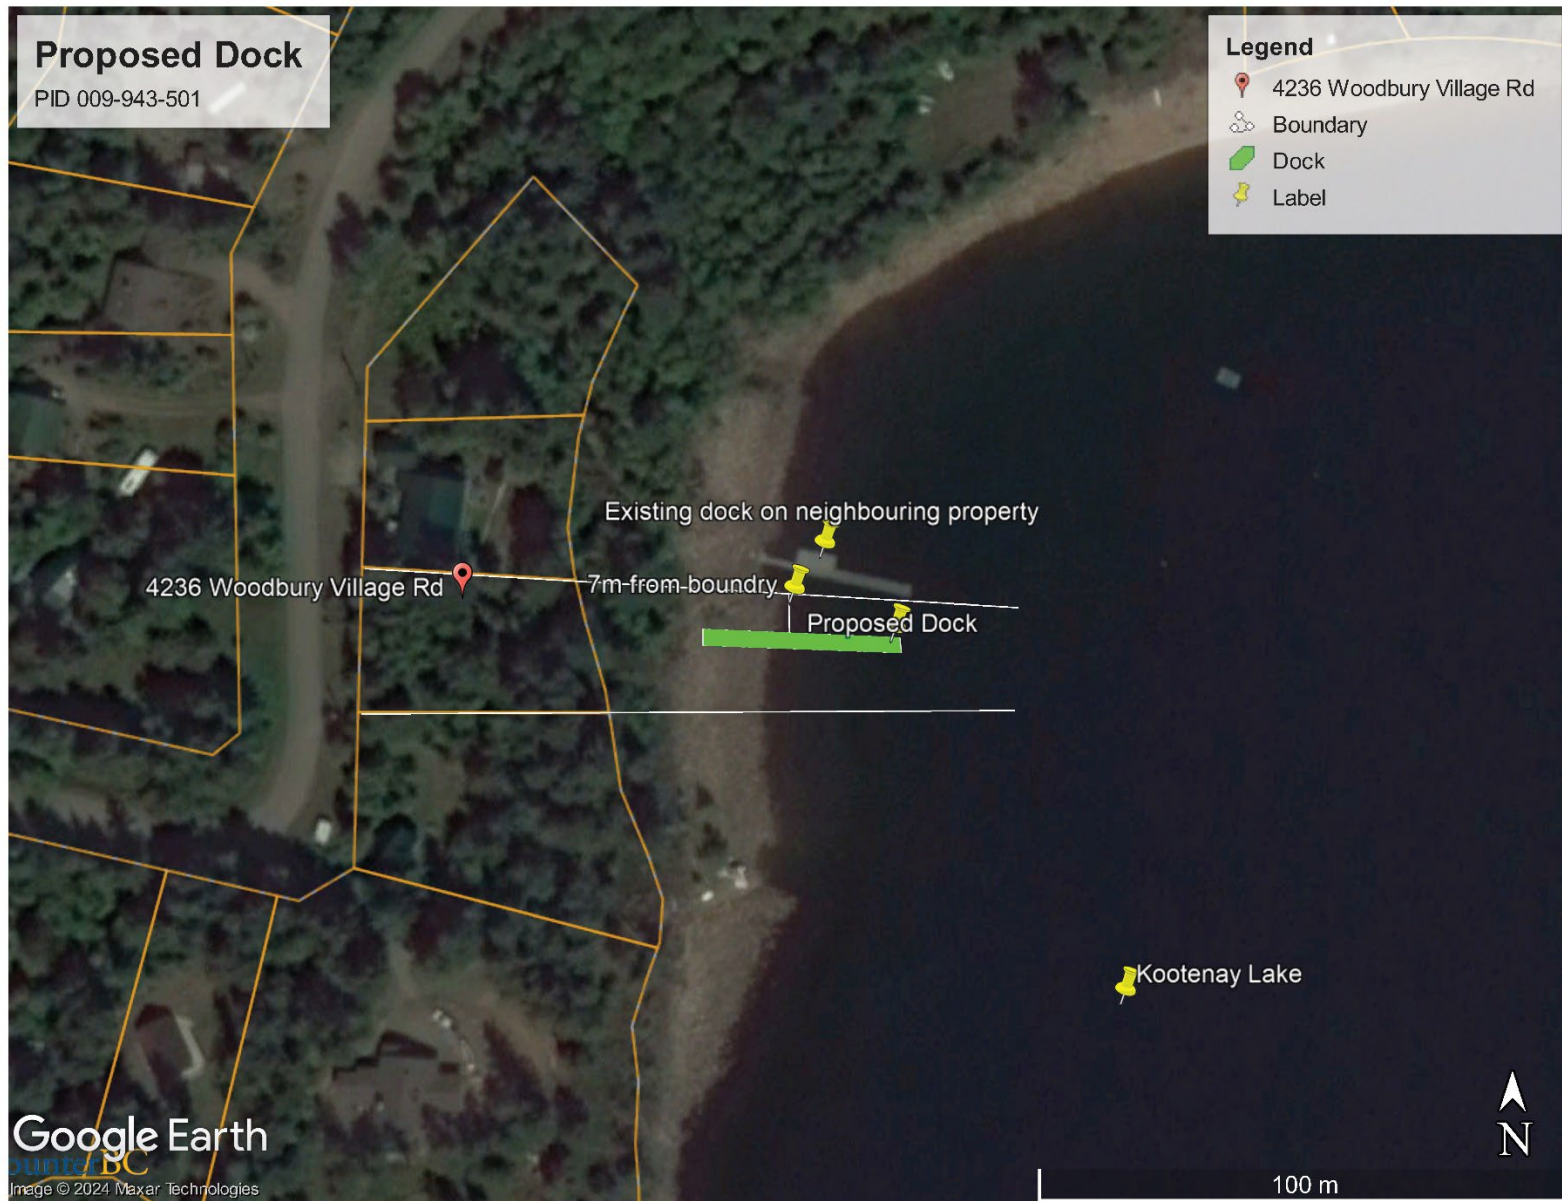 Proposed Dock
PID 009-943-501
Legend
4236 Woodbury Village Rd
Boundary
Dock
Label
Existing dock on neighbouring property
4236 Woodbury Village Rd
7m from boundry
Proposed Dock
Kootenay Lake
N
Google Earth
Image © 2024 Maxar Technologies
100 m